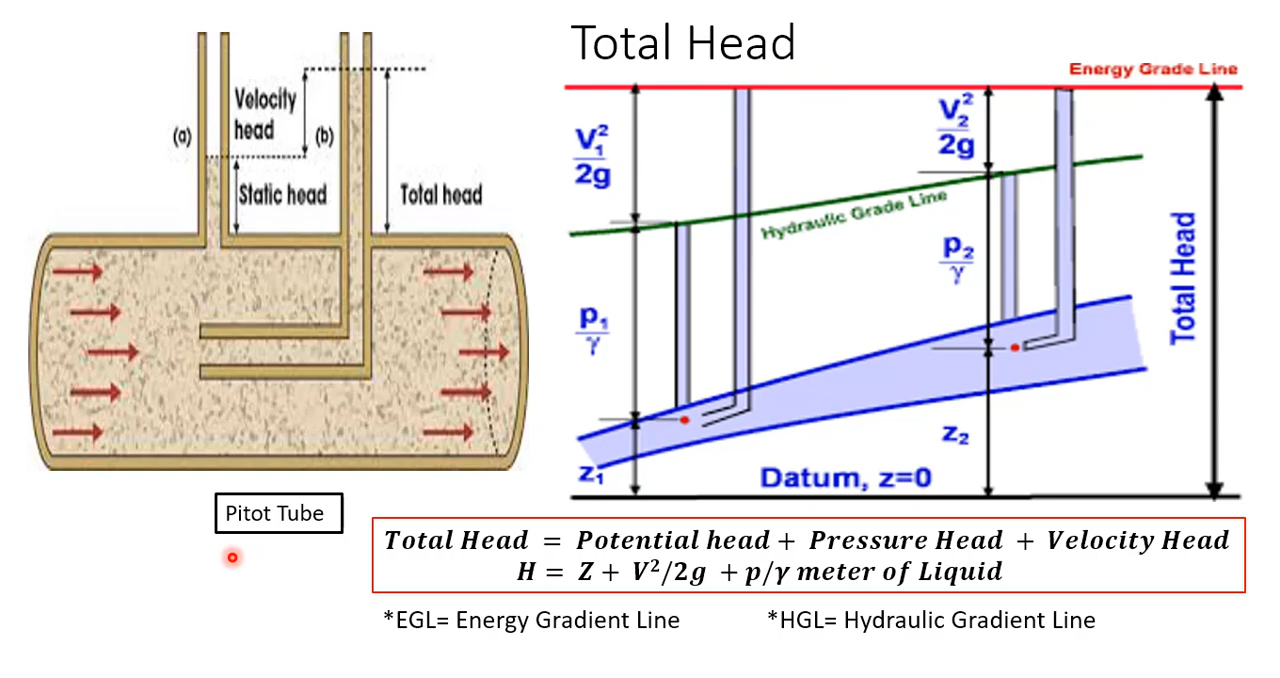 Total Head
Velocity
head
(a)
(b)
Static head
Total head
Pitot Tube
Energy Grade Line
V₁²
2g
V₂²
2g
Hydraulic Grade Line
p₁
γ
p₂
γ
Total Head
z₁
z₂
Datum, z=0
Total Head = Potential head + Pressure Head + Velocity Head
H = Z + V²/2g + p/γ meter of Liquid
*EGL= Energy Gradient Line
*HGL= Hydraulic Gradient Line